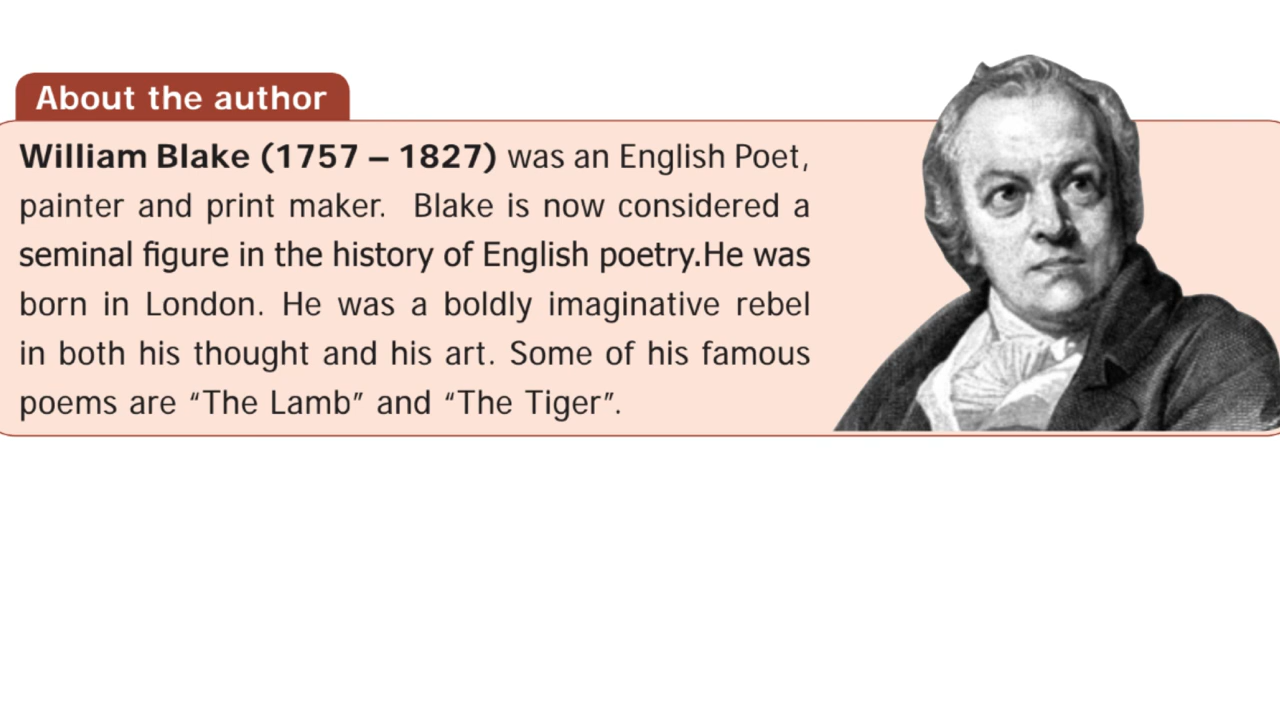 About the author
William Blake (1757 – 1827) was an English Poet,
painter and print maker.  Blake is now considered a
seminal figure in the history of English poetry.He was
born in London. He was a boldly imaginative rebel
in both his thought and his art. Some of his famous
poems are “The Lamb” and “The Tiger”.